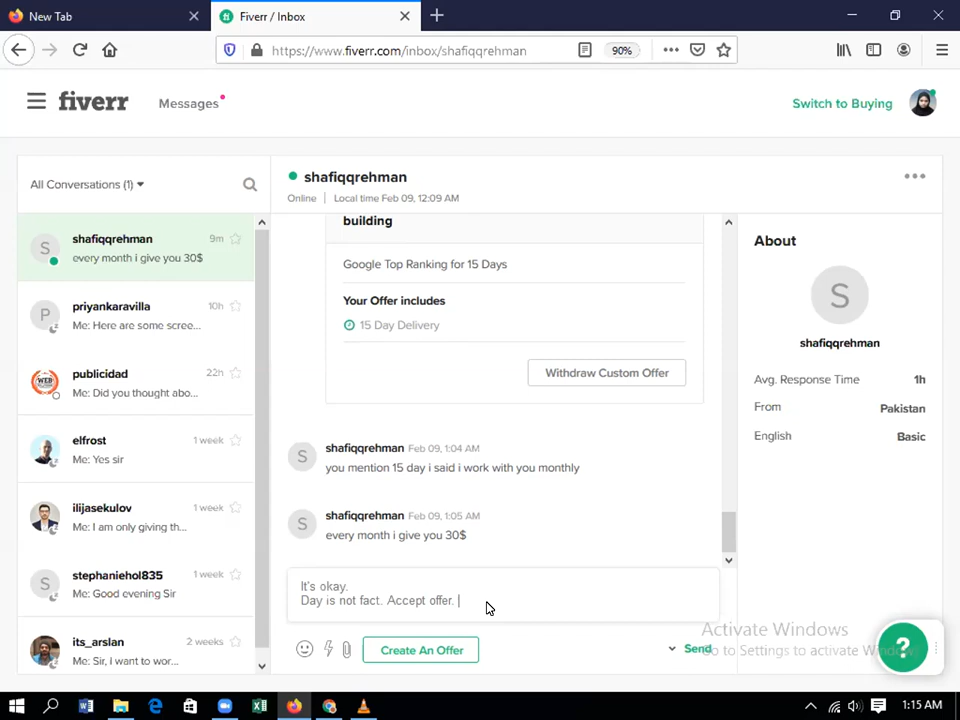 New Tab
Fiverr / Inbox
https://www.fiverr.com/inbox/shafiqqrehman
90%
fiverr
Messages
Switch to Buying
All Conversations (1)
shafiqqrehman
Online | Local time Feb 09, 12:09 AM
S
shafiqqrehman
9m
every month i give you 30$
P
priyankaravilla
10h
Me: Here are some scree...
WEB
publicidad
22h
Me: Did you thought abo...
elfrost
1 week
Me: Yes sir
ilijasekulov
1 week
Me: I am only giving th...
S
stephaniehol835
1 week
Me: Good evening Sir
its_arslan
2 weeks
Me: Sir, I want to wor...
building
Google Top Ranking for 15 Days
Your Offer includes
15 Day Delivery
Withdraw Custom Offer
S
shafiqqrehman Feb 09, 1:04 AM
you mention 15 day i said i work with you monthly
S
shafiqqrehman Feb 09, 1:05 AM
every month i give you 30$
It's okay.
Day is not fact. Accept offer.
Create An Offer
Send
About
S
shafiqqrehman
Avg. Response Time 1h
From Pakistan
English Basic
Activate Windows
Go to Settings to activate Windows.
?
1:15 AM